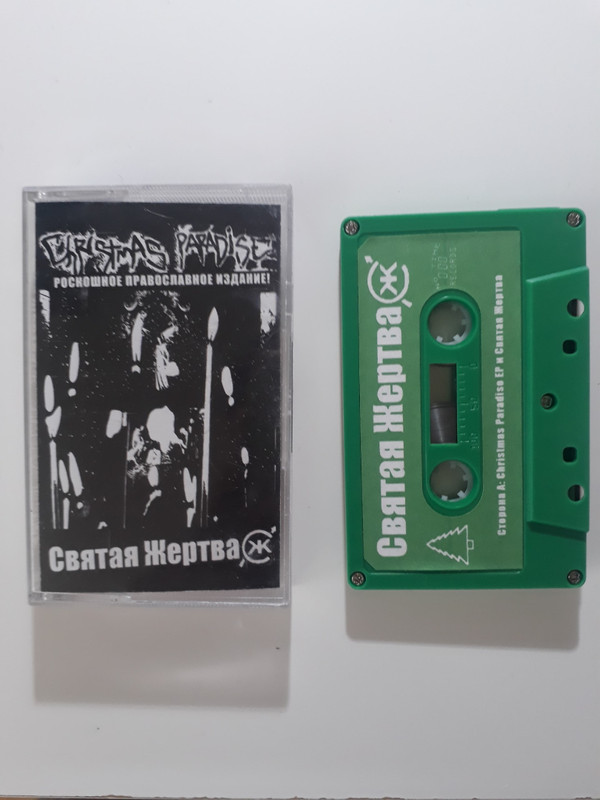 Christmas Paradise
РОСКОШНОЕ ПРАВОСЛАВНОЕ ИЗДАНИЕ!
Святая Жертва
Ж
Святая Жертва
Ж
Сторона А: Christmas Paradise EP и Святая Жертва